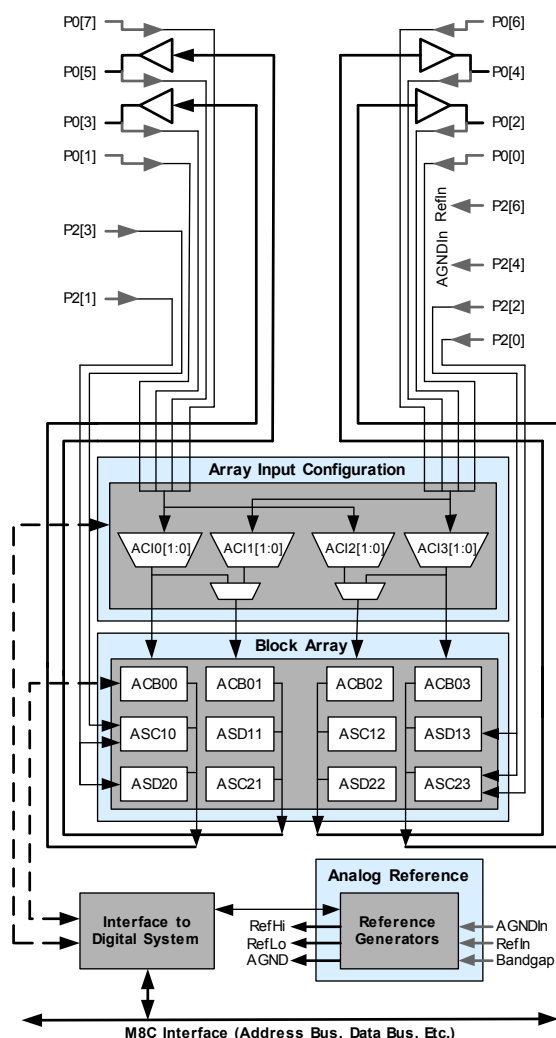 P0[7]
P0[6]
P0[5]
P0[4]
P0[3]
P0[2]
P0[1]
P0[0]
P2[3]
AGNDIn RefIn
P2[6]
P2[4]
P2[1]
P2[2]
P2[0]
Array Input Configuration
ACI0[1:0]
ACI1[1:0]
ACI2[1:0]
ACI3[1:0]
Block Array
ACB00
ACB01
ACB02
ACB03
ASC10
ASD11
ASC12
ASD13
ASD20
ASC21
ASD22
ASC23
Analog Reference
Interface to
Digital System
RefHi
RefLo
AGND
Reference
Generators
AGNDIn
RefIn
Bandgap
M8C Interface (Address Bus, Data Bus, Etc.)